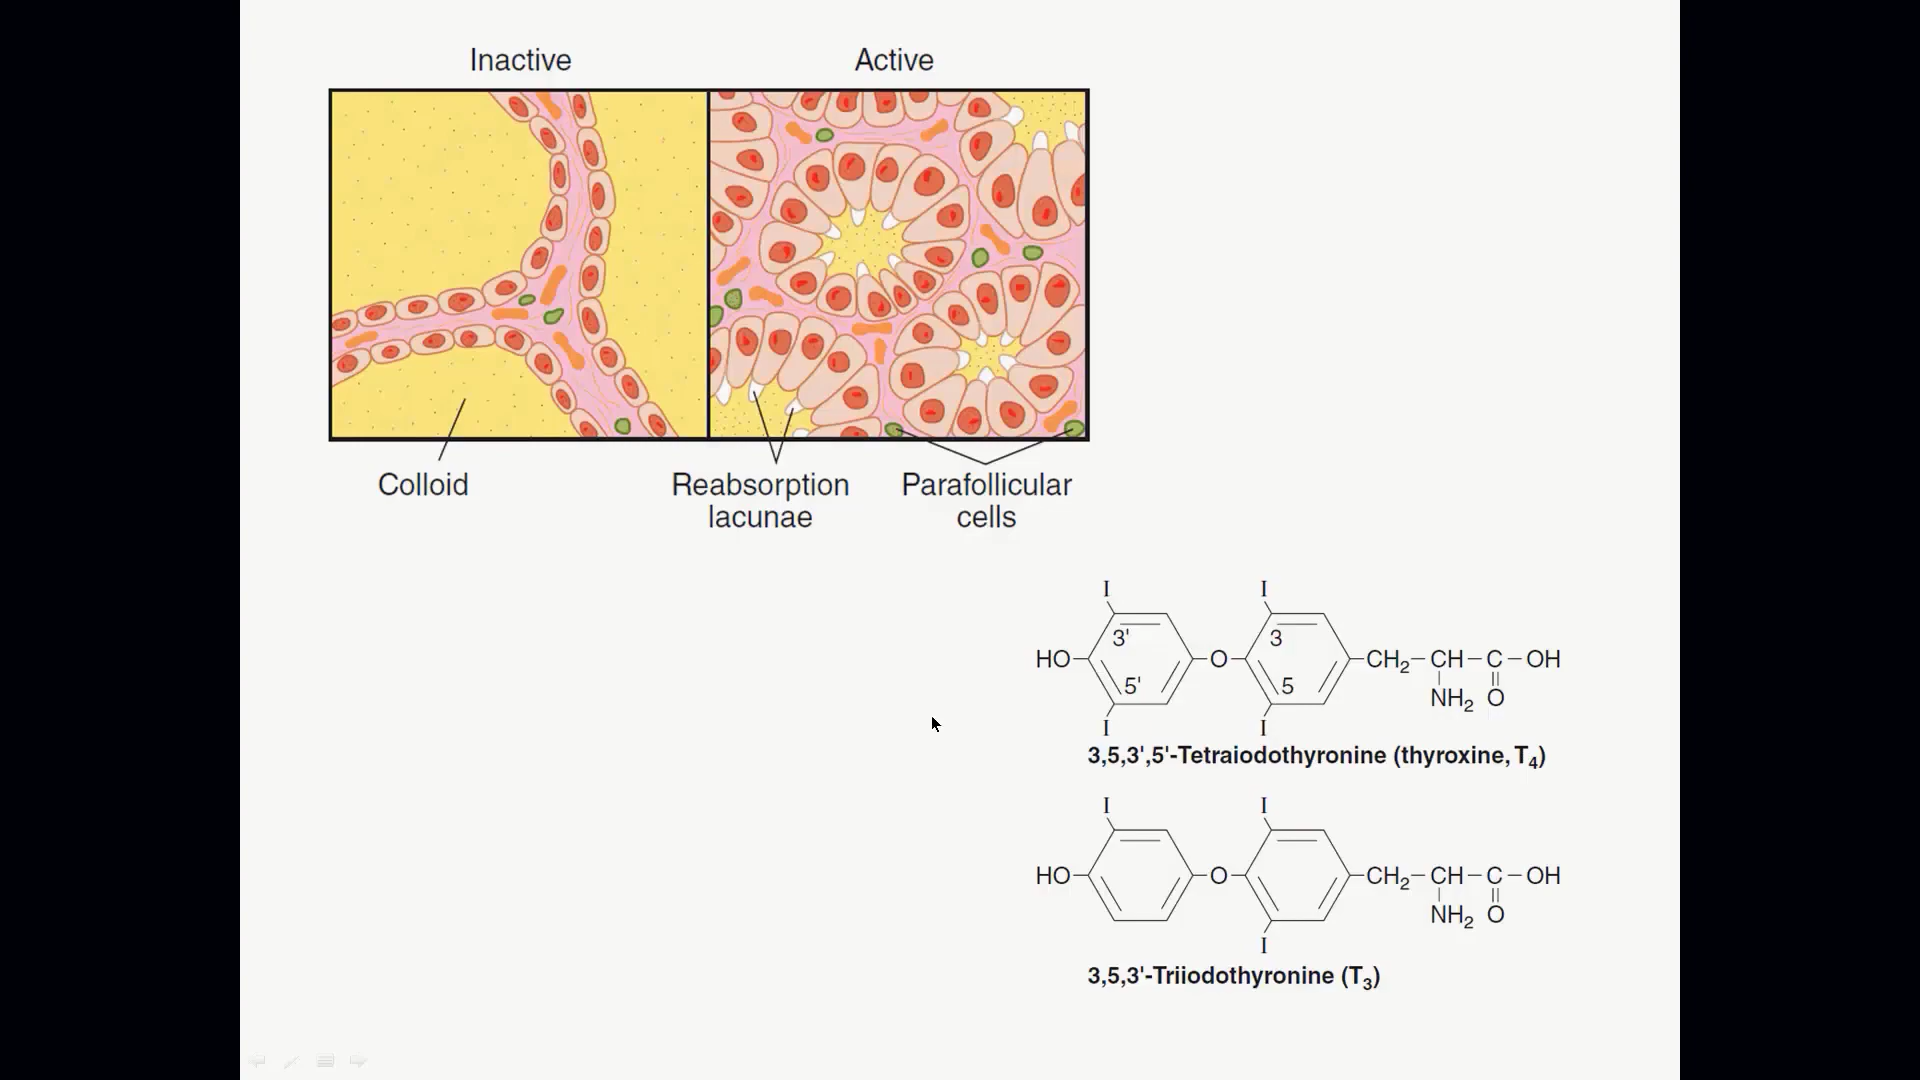 Inactive
Active
Colloid
Reabsorption
lacunae
Parafollicular
cells
I I
3' 3
HO O CH₂ CH C OH
5' 5
NH₂ O
I I
3,5,3',5'-Tetraiodothyronine (thyroxine, T₄)
I I
HO O CH₂ CH C OH
NH₂ O
I
3,5,3'-Triiodothyronine (T₃)